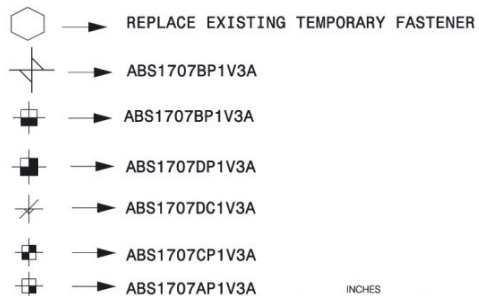 REPLACE EXISTING TEMPORARY FASTENER
ABS1707BP1V3A
ABS1707BP1V3A
ABS1707DP1V3A
ABS1707DC1V3A
ABS1707CP1V3A
ABS1707AP1V3A
INCHES